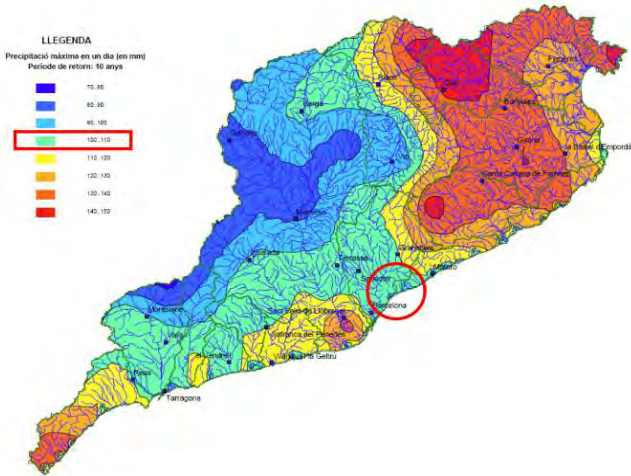 LLEGENDA
Precipitació màxima en un dia (en mm)
Període de retorn: 10 anys
70..80
80..90
90..100
100..110
110..120
120..130
130..140
140..150
Figueres
Olot
Banyoles
Berga
Girona
la Bisbal d'Empordà
Solsona
Vic
Santa Coloma de Farners
Manresa
Granollers
Igualada
Terrassa
Mataró
Sabadell
Barcelona
Sant Feliu de Llobregat
Montblanc
Vilafranca del Penedès
Valls
el Vendrell
Vilanova i la Geltrú
Reus
Tarragona